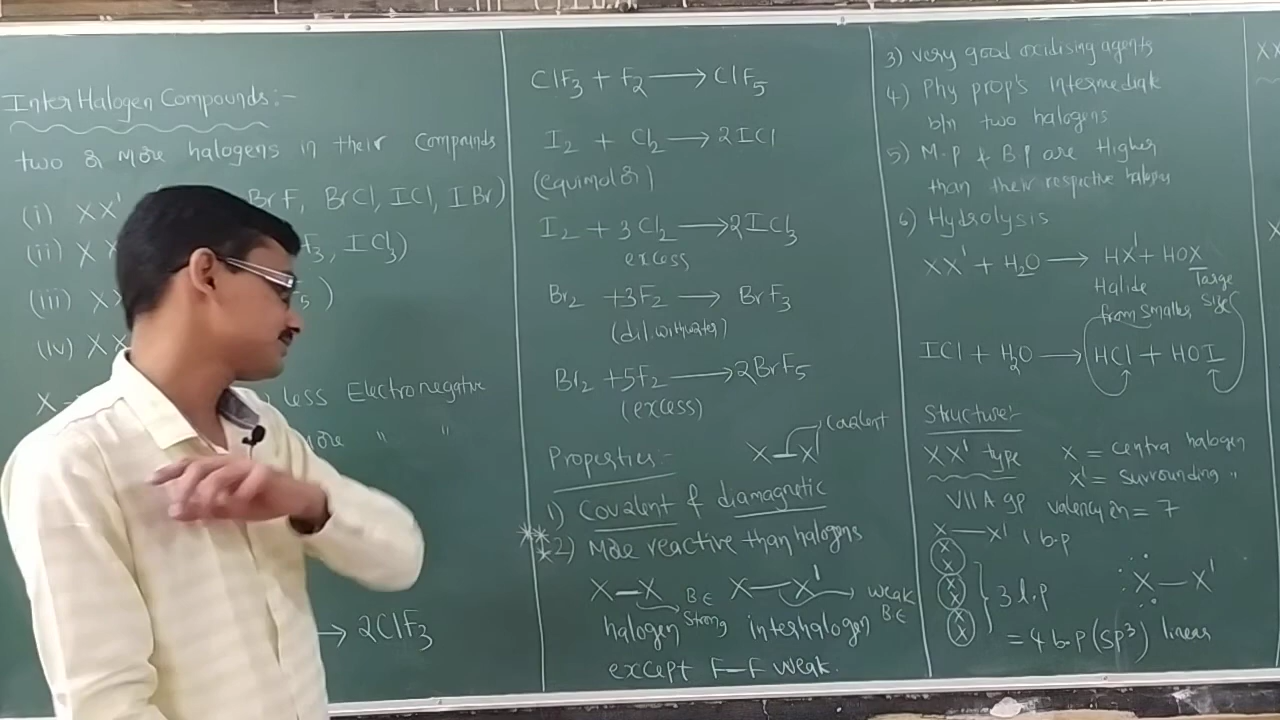 Inter Halogen Compounds:-
two & More halogens in their Compounds
(i) XX' BrF, BrCl, ICl, IBr)
(ii) XX F3, ICl3)
(iii) XX 5 )
(iv) XX
X - less Electronegative
more " "
→ 2ClF3
ClF3 + F2 → ClF5
I2 + Cl2 → 2ICl
(equimolar)
I2 + 3Cl2 → 2ICl3
excess
Br2 +3F2 → BrF3
(dil.with water)
Br2 +5F2 → 2BrF5
(excess)
Properties:-
X-X' covalent
1) Covalent & diamagnetic
*** 2) More reactive than halogens
X-X B.E Strong X-X' weak B.E
halogen interhalogen
except F-F weak.
3) very good oxidising agents
4) Phy prop's intermediate
b/n two halogens
5) M.P & B P are Higher
than their respective halogens
6) Hydrolysis
XX' + H2O → HX' + HOX
Halide large
from smaller size
ICl + H2O → HCl + HOI
Structure:-
XX' type X = central halogen
X' = surrounding "
VII A gp valency en = 7
X-X' 1 b.p
X X
X X
X X
} 3 l.p
X-X'
= 4 b.p (sp3) linear
XX
X